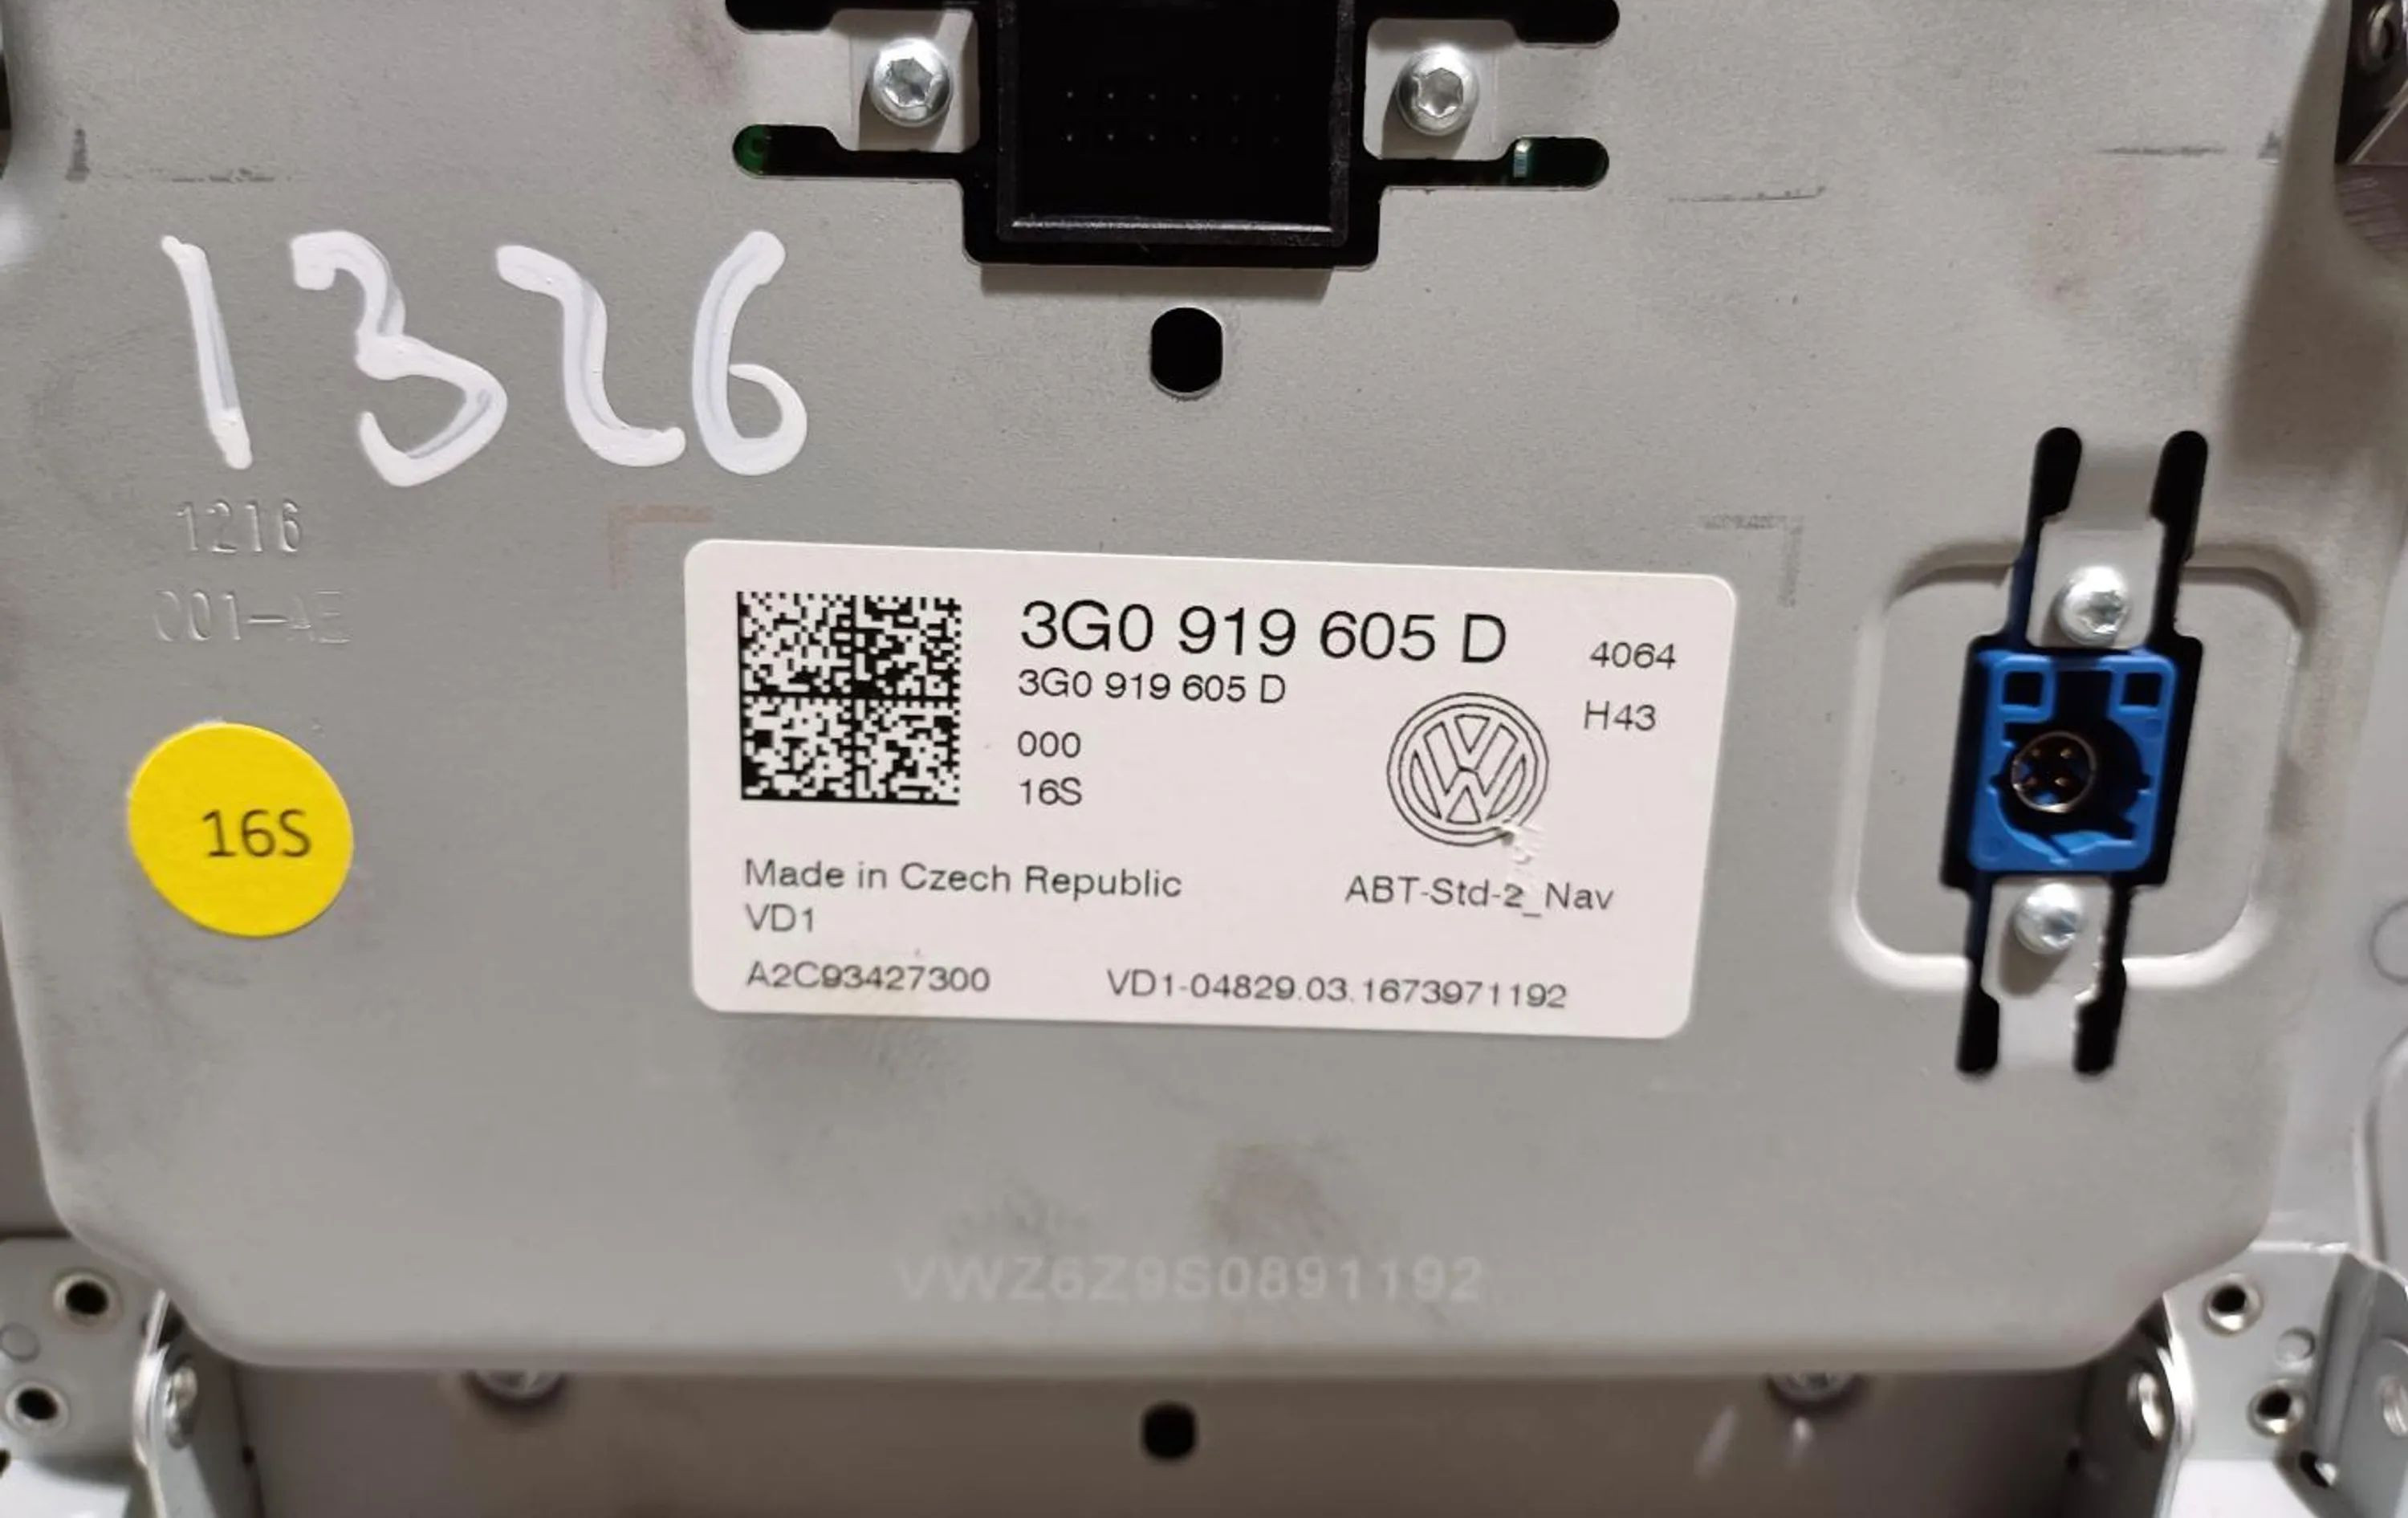 1326
1216
001-AE
3G0 919 605 D
4064
3G0 919 605 D
H43
000
16S
16S
Made in Czech Republic
ABT-Std-2_Nav
VD1
A2C93427300
VD1-04829.03.1673971192
VWZ6Z9S0891192